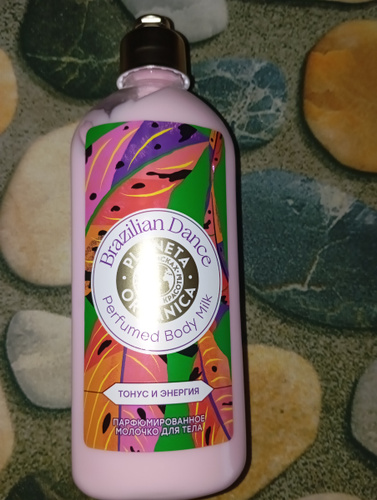 Brazilian Dance
PLANETA
ORGANICA
Perfumed Body Milk
ТОНУС И ЭНЕРГИЯ
ПАРФЮМИРОВАННОЕ
МОЛОЧКО ДЛЯ ТЕЛА